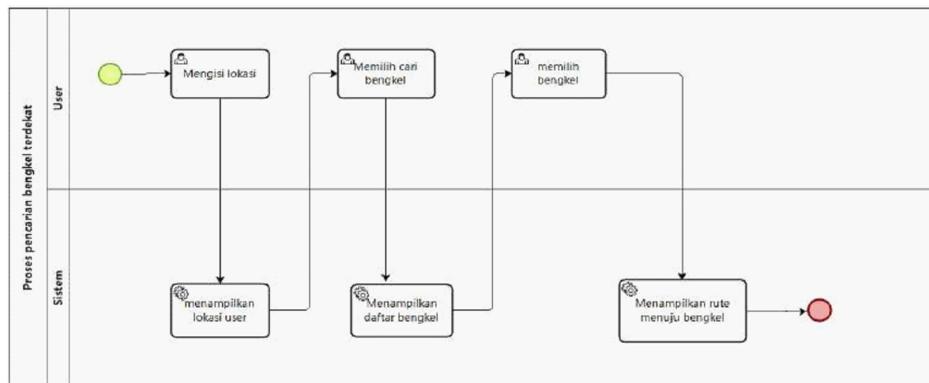 Proses pencarian bengkel terdekat
User
Mengisi lokasi
Memilih cari
bengkel
memilih
bengkel
Sistem
menampilkan
lokasi user
Menampilkan
daftar bengkel
Menampilkan rute
menuju bengkel